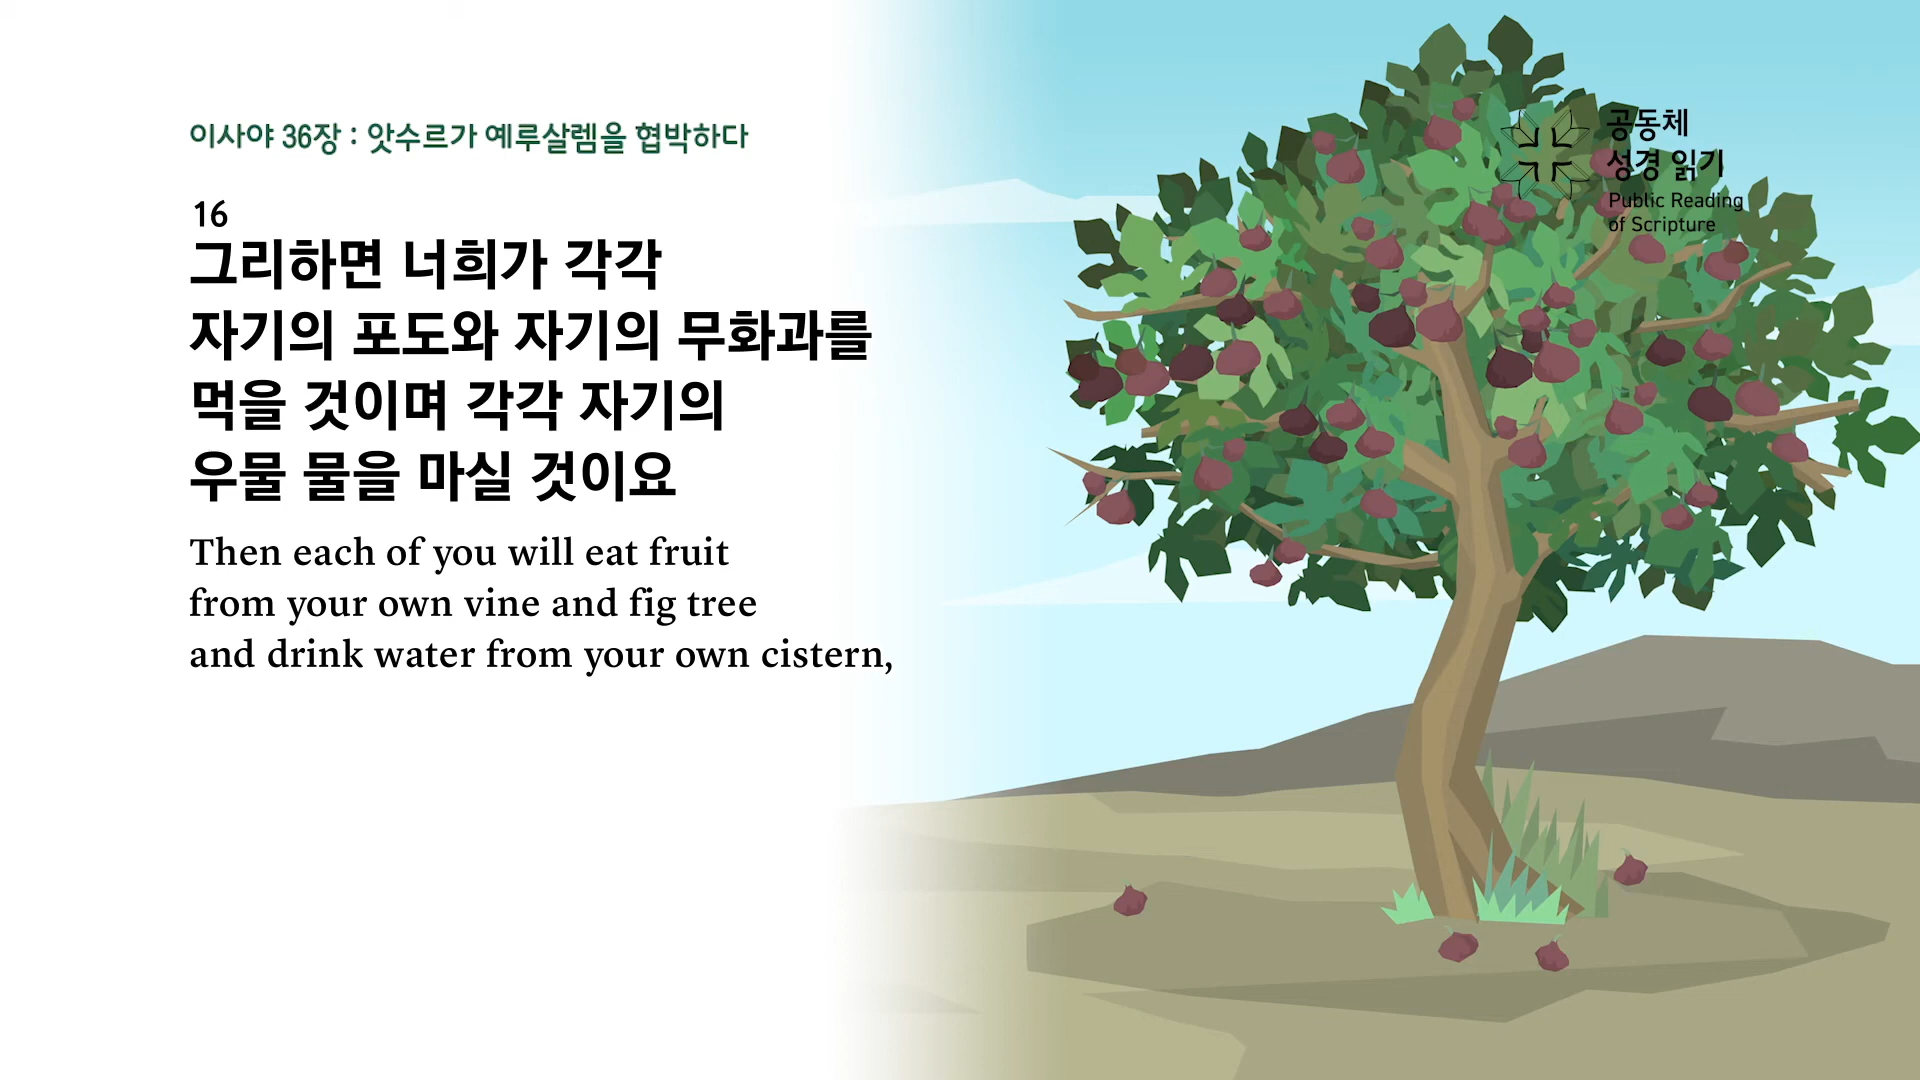 이사야 36장 : 앗수르가 예루살렘을 협박하다
16
그리하면 너희가 각각
자기의 포도와 자기의 무화과를
먹을 것이며 각각 자기의
우물 물을 마실 것이요
Then each of you will eat fruit
from your own vine and fig tree
and drink water from your own cistern,
공동체
성경 읽기
Public Reading
of Scripture